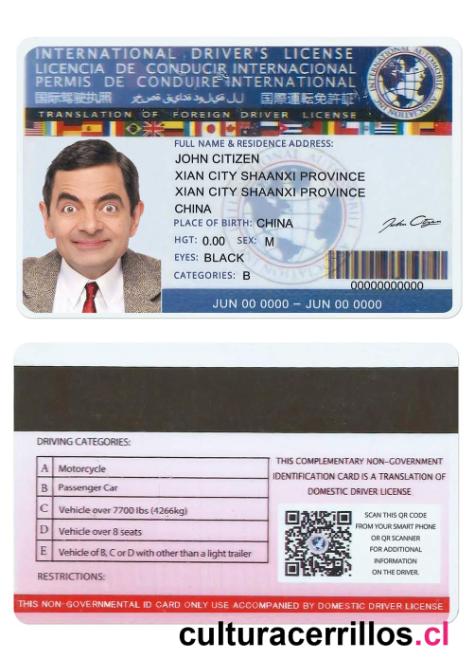 INTERNATIONAL DRIVER'S LICENSE
LICENCIA DE CONDUCIR INTERNACIONAL
PERMIS DE CONDUIRE INTERNATIONAL
国际驾驶执照 国際運転免許証
TRANSLATION OF FOREIGN DRIVER LICENSE
INTERNATIONAL AUTOMOBILE ASSOCIATION
FULL NAME & RESIDENCE ADDRESS:
JOHN CITIZEN
XIAN CITY SHAANXI PROVINCE
XIAN CITY SHAANXI PROVINCE
CHINA
PLACE OF BIRTH: CHINA
John Citizen
HGT: 0.00 SEX: M
EYES: BLACK
CATEGORIES: B
00000000000
JUN 00 0000 – JUN 00 0000
DRIVING CATEGORIES:
A Motorcycle
B Passenger Car
C Vehicle over 7700 lbs (4266kg)
D Vehicle over 8 seats
E Vehicle of B, C or D with other than a light trailer
RESTRICTIONS:
THIS COMPLEMENTARY NON-GOVERNMENT
IDENTIFICATION CARD IS A TRANSLATION OF
DOMESTIC DRIVER LICENSE
SCAN THIS QR CODE
FROM YOUR SMART PHONE
OR QR SCANNER
FOR ADDITIONAL
INFORMATION
ON THE DRIVER.
THIS NON-GOVERNMENTAL ID CARD ONLY USE ACCOMPANIED BY DOMESTIC DRIVER LICENSE
culturacerrillos.cl